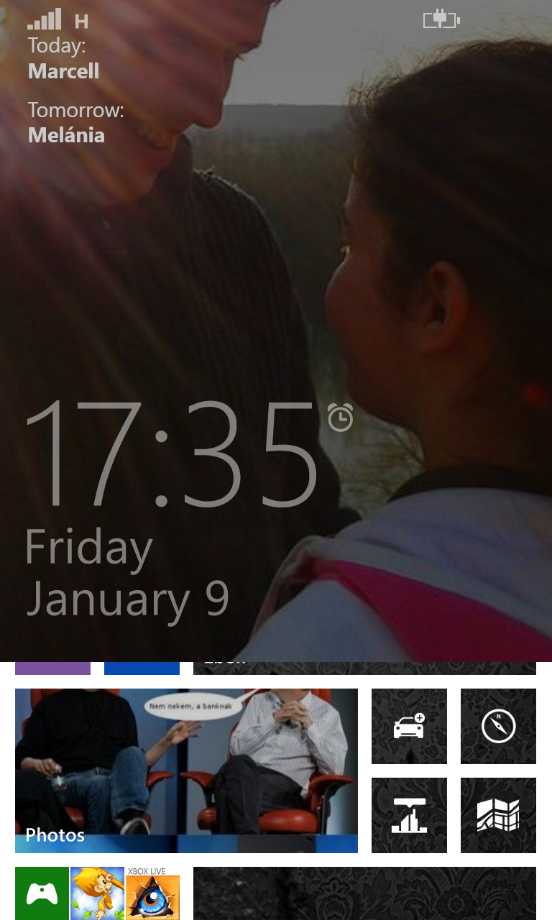 H
Today:
Marcell
Tomorrow:
Melánia
17:35
Friday
January 9
Nem nekem, a banknak
N
Photos
XBOX LIVE